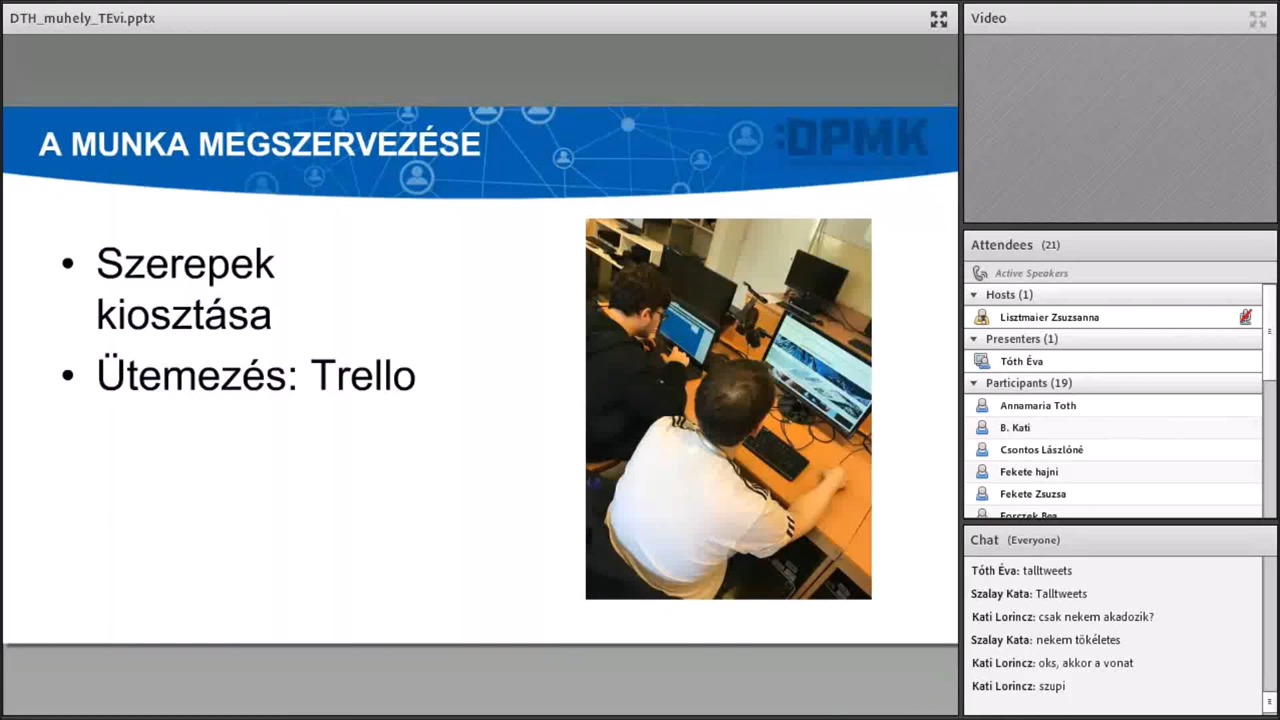 DTH_muhely_TEvi.pptx
A MUNKA MEGSZERVEZÉSE
:DPMK
• Szerepek
kiosztása
• Ütemezés: Trello
Video
Attendees (21)
Active Speakers
Hosts (1)
Lisztmaier Zsuzsanna
Presenters (1)
Tóth Éva
Participants (19)
Annamaria Toth
B. Kati
Csontos Lászlóné
Fekete hajni
Fekete Zsuzsa
Forczek Bea
Chat (Everyone)
Tóth Éva: talltweets
Szalay Kata: Talltweets
Kati Lorincz: csak nekem akadozik?
Szalay Kata: nekem tökéletes
Kati Lorincz: oks, akkor a vonat
Kati Lorincz: szupi